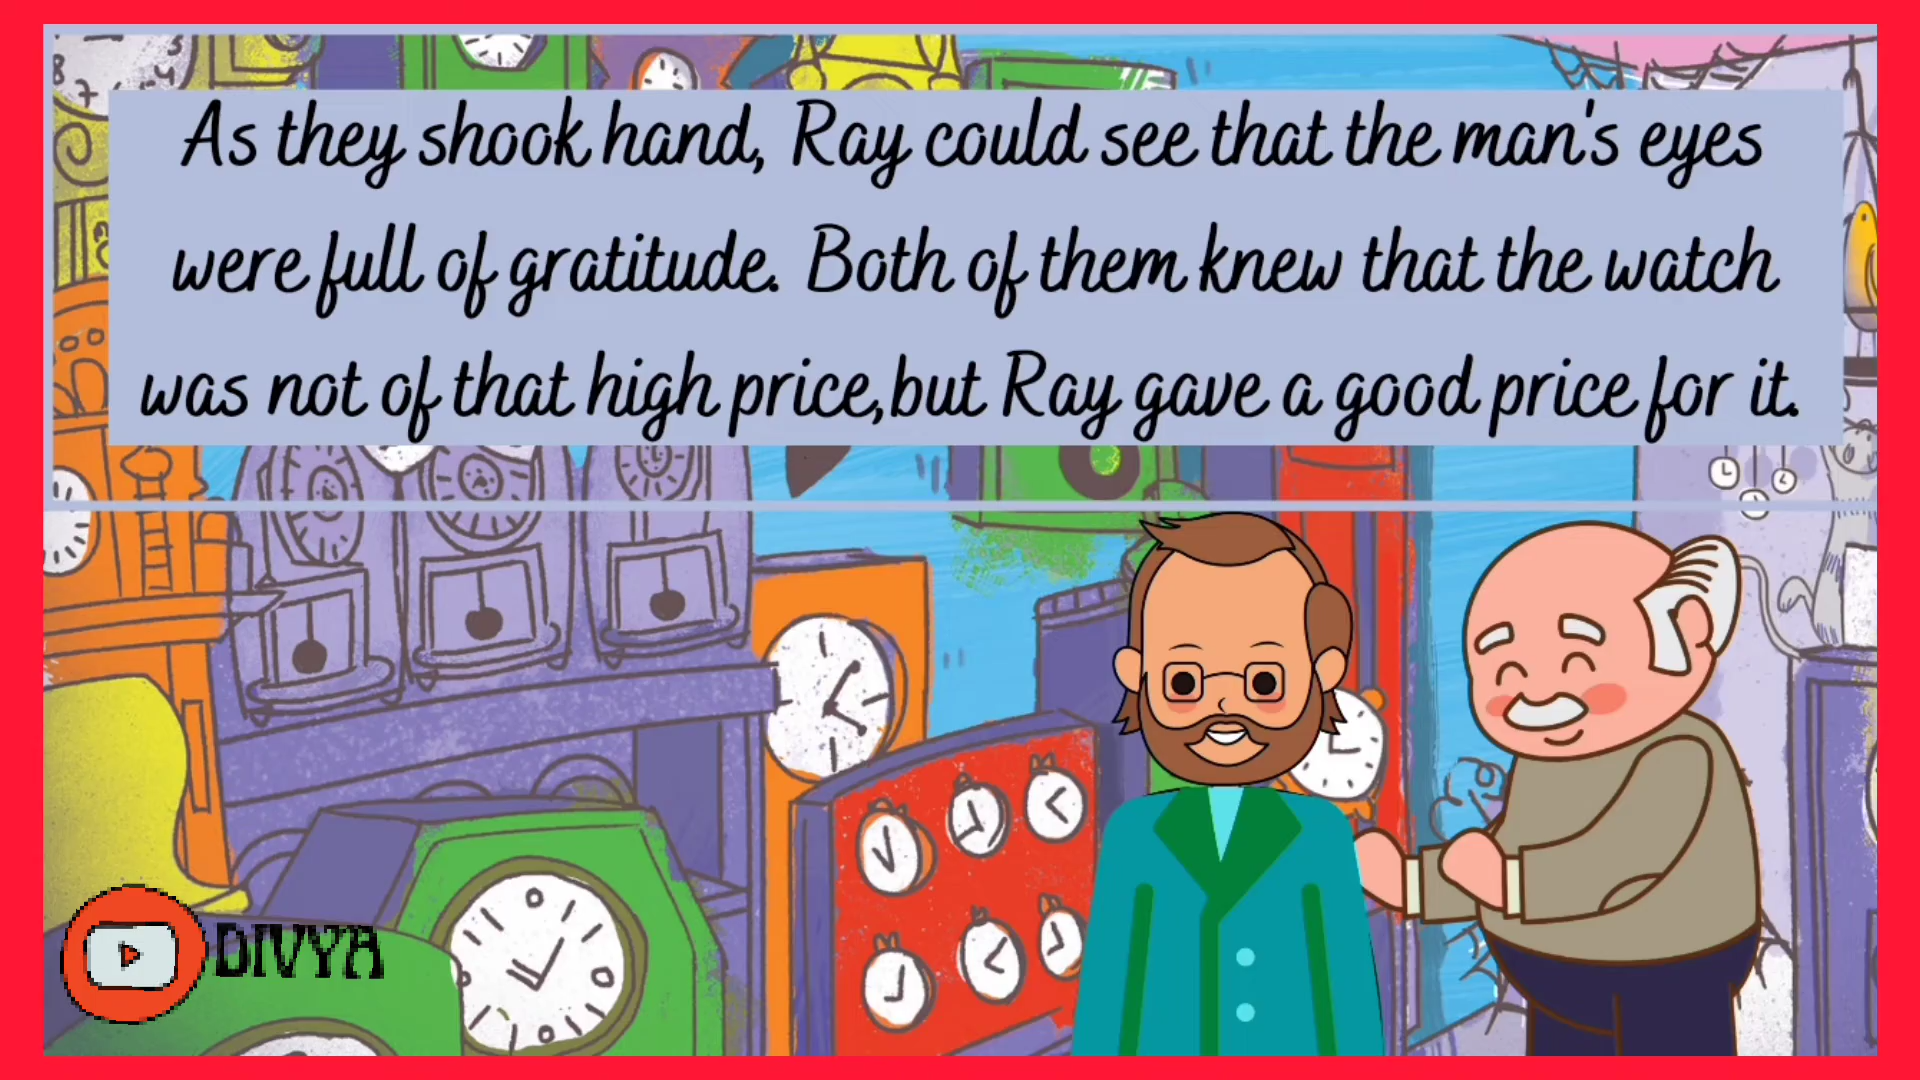 As they shook hand, Ray could see that the man's eyes
were full of gratitude. Both of them knew that the watch
was not of that high price,but Ray gave a good price for it.
DIVYA